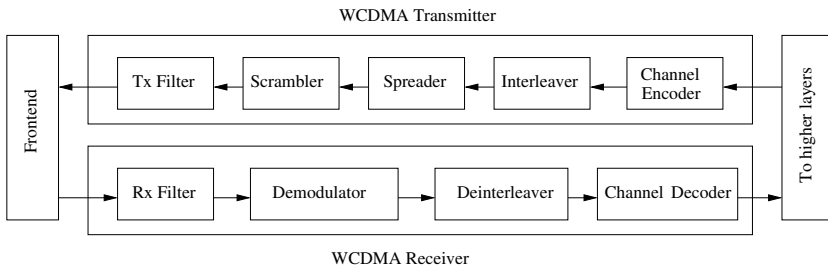 WCDMA Transmitter
Frontend
Tx Filter
Scrambler
Spreader
Interleaver
Channel
Encoder
To higher layers
Rx Filter
Demodulator
Deinterleaver
Channel Decoder
WCDMA Receiver